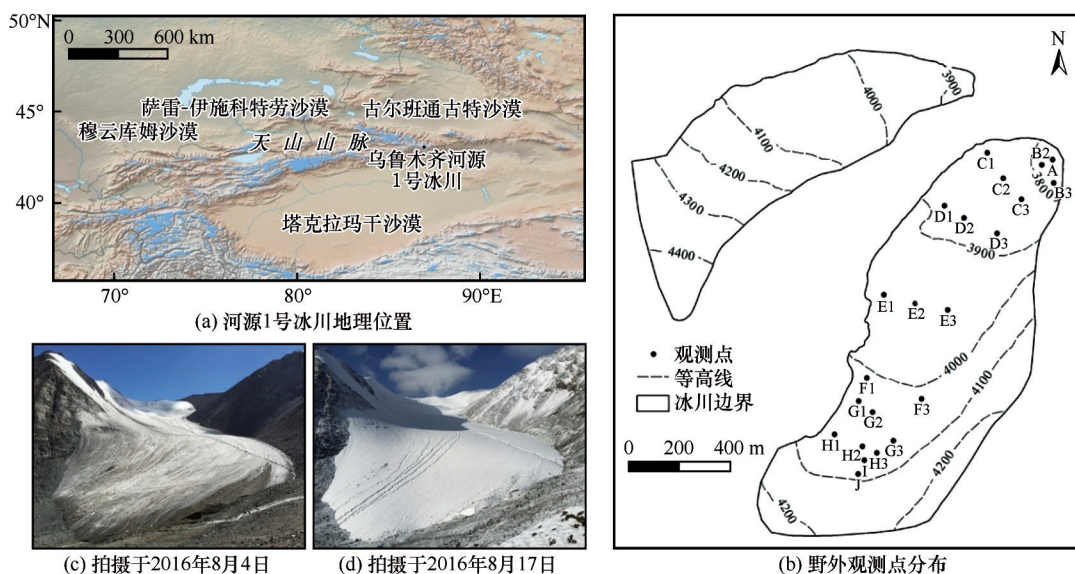 50°N
0 300 600 km
45°
40°
萨雷-伊施科特劳沙漠
古尔班通古特沙漠
穆云库姆沙漠
天山山脉
乌鲁木齐河源
1号冰川
塔克拉玛干沙漠
70°
80°
90°E
(a) 河源1号冰川地理位置
(c) 拍摄于2016年8月4日
(d) 拍摄于2016年8月17日
N
3900
4000
4100
4200
4300
4400
C1
B2
A
3800
B3
C2
C3
D1
D2
D3
3900
E1
E2
E3
4000
4100
F1
F3
G1
G2
G3
H1
H2
H3
I
J
4200
4200
观测点
等高线
冰川边界
0 200 400 m
(b) 野外观测点分布